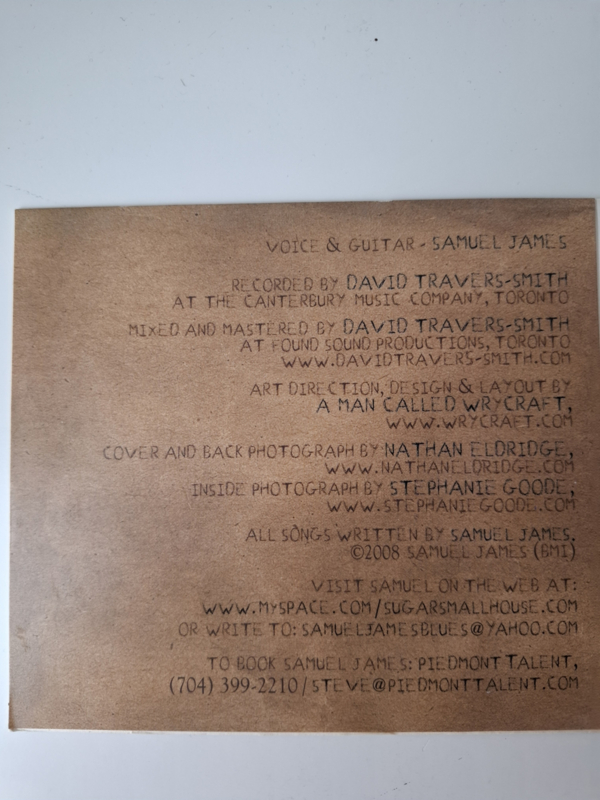 VOICE & GUITAR - SAMUEL JAMES
RECORDED BY DAVID TRAVERS-SMITH
AT THE CANTERBURY MUSIC COMPANY, TORONTO
MIXED AND MASTERED BY DAVID TRAVERS-SMITH
AT FOUND SOUND PRODUCTIONS, TORONTO
WWW.DAVIDTRAVERS-SMITH.COM
ART DIRECTION, DESIGN & LAYOUT BY
A MAN CALLED WRYCRAFT,
WWW.WRYCRAFT.COM
COVER AND BACK PHOTOGRAPH BY NATHAN ELDRIDGE,
WWW.NATHANELDRIDGE.COM
INSIDE PHOTOGRAPH BY STEPHANIE GOODE,
WWW.STEPHANIEGOODE.COM
ALL SONGS WRITTEN BY SAMUEL JAMES.
©2008 SAMUEL JAMES (BMI)
VISIT SAMUEL ON THE WEB AT:
WWW.MYSPACE.COM/SUGARSMALLHOUSE.COM
OR WRITE TO: SAMUELJAMESBLUES@YAHOO.COM
TO BOOK SAMUEL JAMES: PIEDMONT TALENT,
(704) 399-2210/STEVE@PIEDMONTTALENT.COM